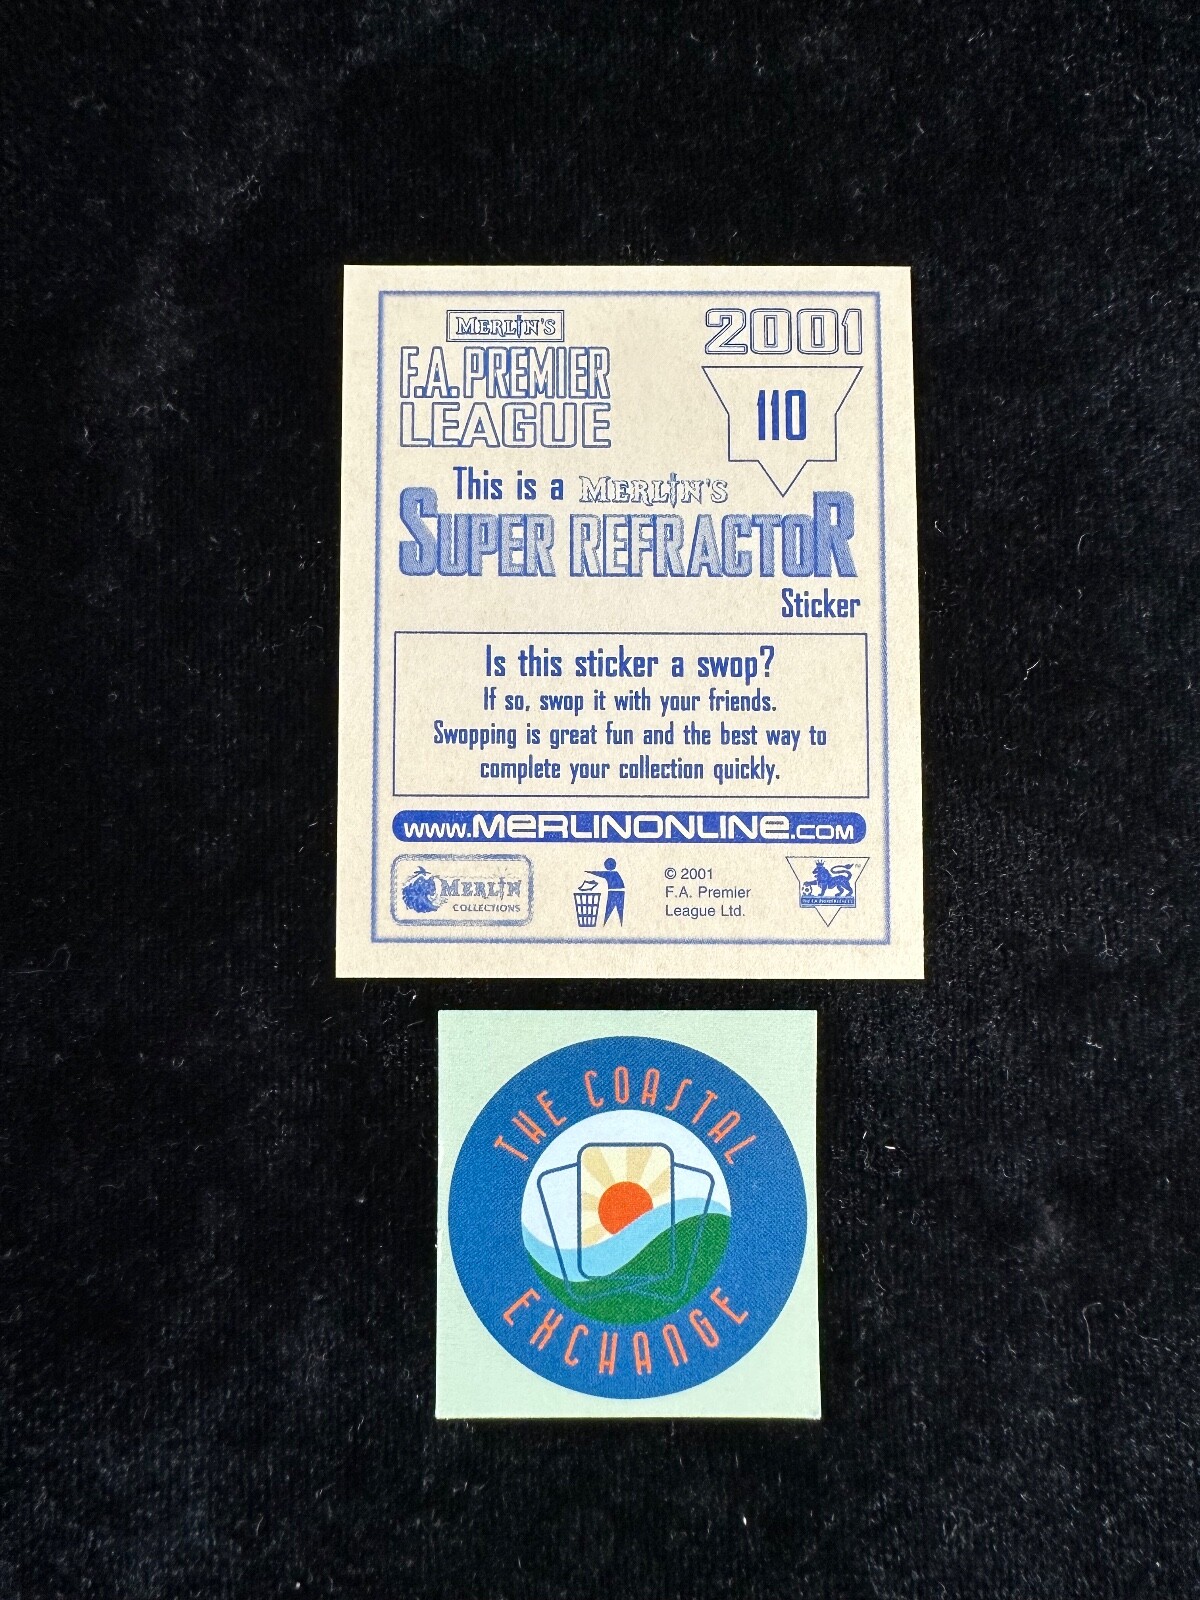 MERLIN'S
F.A. PREMIER
LEAGUE
2001
110
This is a MERLIN'S
SUPER REFRACTOR
Sticker
Is this sticker a swop?
If so, swop it with your friends.
Swopping is great fun and the best way to
complete your collection quickly.
www.MERLINONLINE.COM
MERLIN
COLLECTIONS
© 2001
F.A. Premier
League Ltd.
THE COASTAL
EXCHANGE